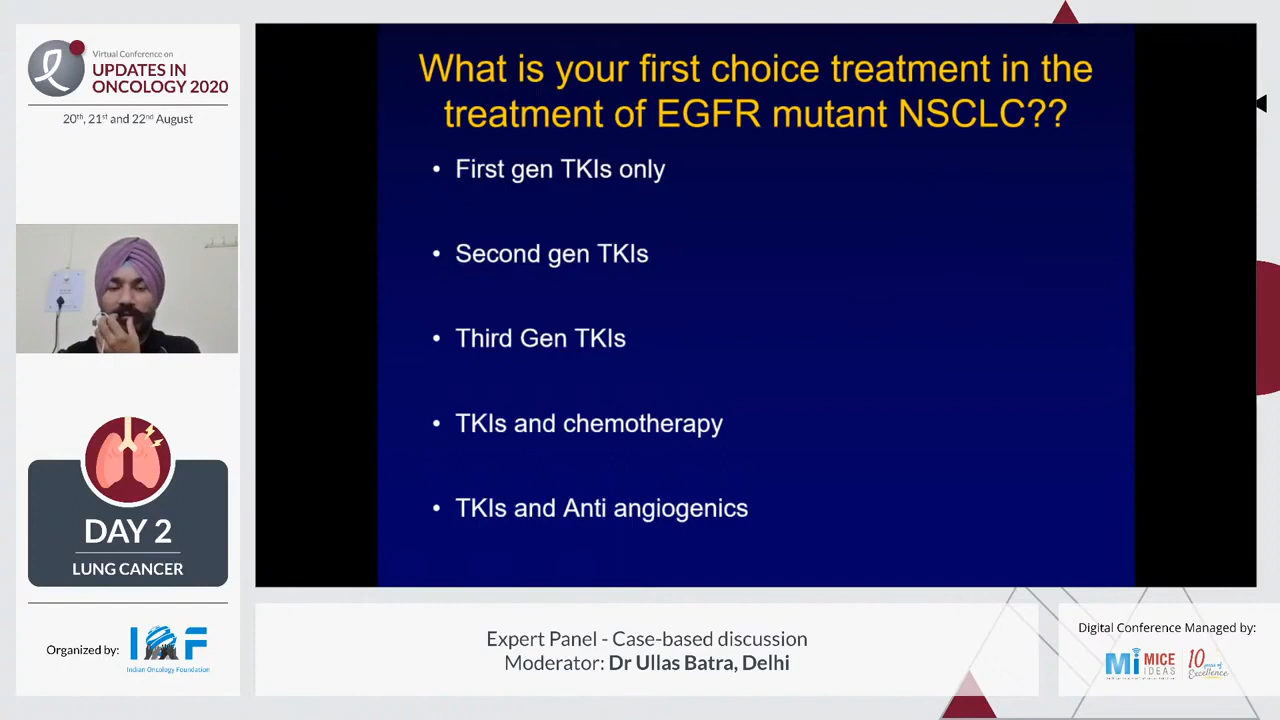 Virtual Conference on
UPDATES IN
ONCOLOGY 2020
20th, 21st and 22nd August
What is your first choice treatment in the
treatment of EGFR mutant NSCLC??
• First gen TKIs only
• Second gen TKIs
• Third Gen TKIs
• TKIs and chemotherapy
• TKIs and Anti angiogenics
DAY 2
LUNG CANCER
Organized by:
IOF
Indian Oncology Foundation
Expert Panel - Case-based discussion
Moderator: Dr Ullas Batra, Delhi
Digital Conference Managed by:
Mi MICE
IDEAS
10 years of
Excellence